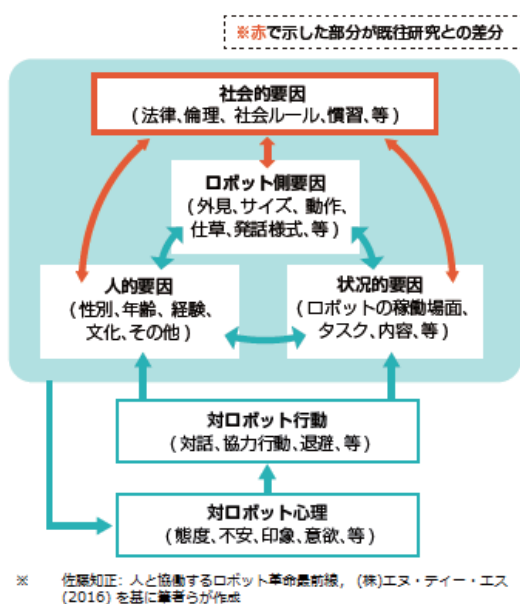 ※赤で示した部分が既往研究との差分
社会的要因
(法律、倫理、社会ルール、慣習、等)
ロボット側要因
(外見、サイズ、動作、
仕草、発話様式、等)
人的要因
(性別、年齢、経験、
文化、その他)
状況的要因
(ロボットの稼働場面、
タスク、内容、等)
対ロボット行動
(対話、協力行動、退避、等)
対ロボット心理
(態度、不安、印象、意欲、等)
※ 佐藤知正: 人と協働するロボット革命最前線, (株)エヌ・ティー・エス
(2016) を基に筆者らが作成